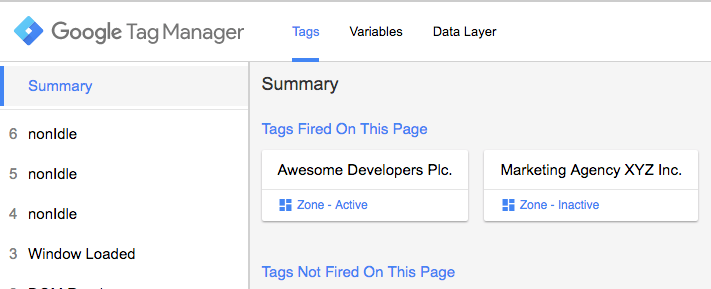 Google Tag Manager
Tags
Variables
Data Layer
Summary
6 nonIdle
5 nonIdle
4 nonIdle
3 Window Loaded
Summary
Tags Fired On This Page
Awesome Developers Plc.
Zone - Active
Marketing Agency XYZ Inc.
Zone - Inactive
Tags Not Fired On This Page